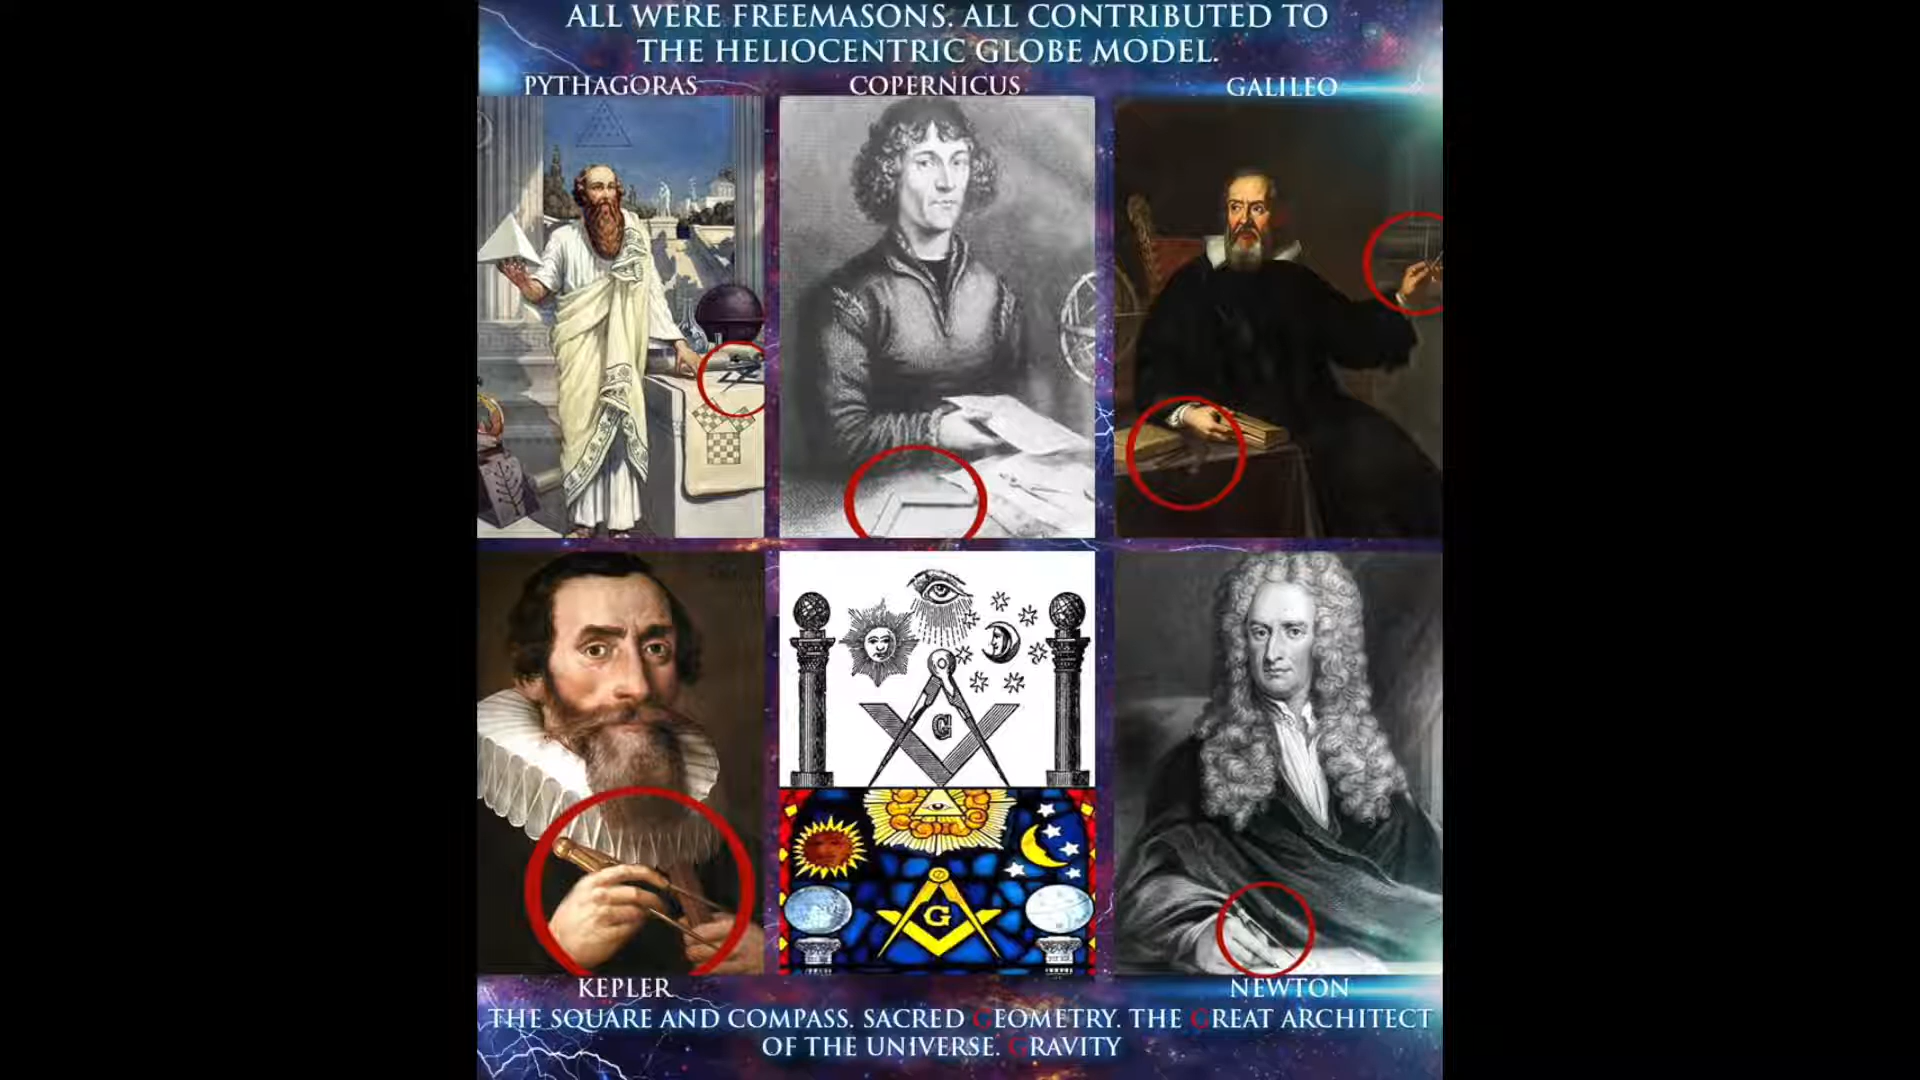 ALL WERE FREEMASONS. ALL CONTRIBUTED TO
THE HELIOCENTRIC GLOBE MODEL.
PYTHAGORAS
COPERNICUS
GALILEO
G
G
KEPLER
NEWTON
THE SQUARE AND COMPASS. SACRED GEOMETRY. THE GREAT ARCHITECT
OF THE UNIVERSE. GRAVITY